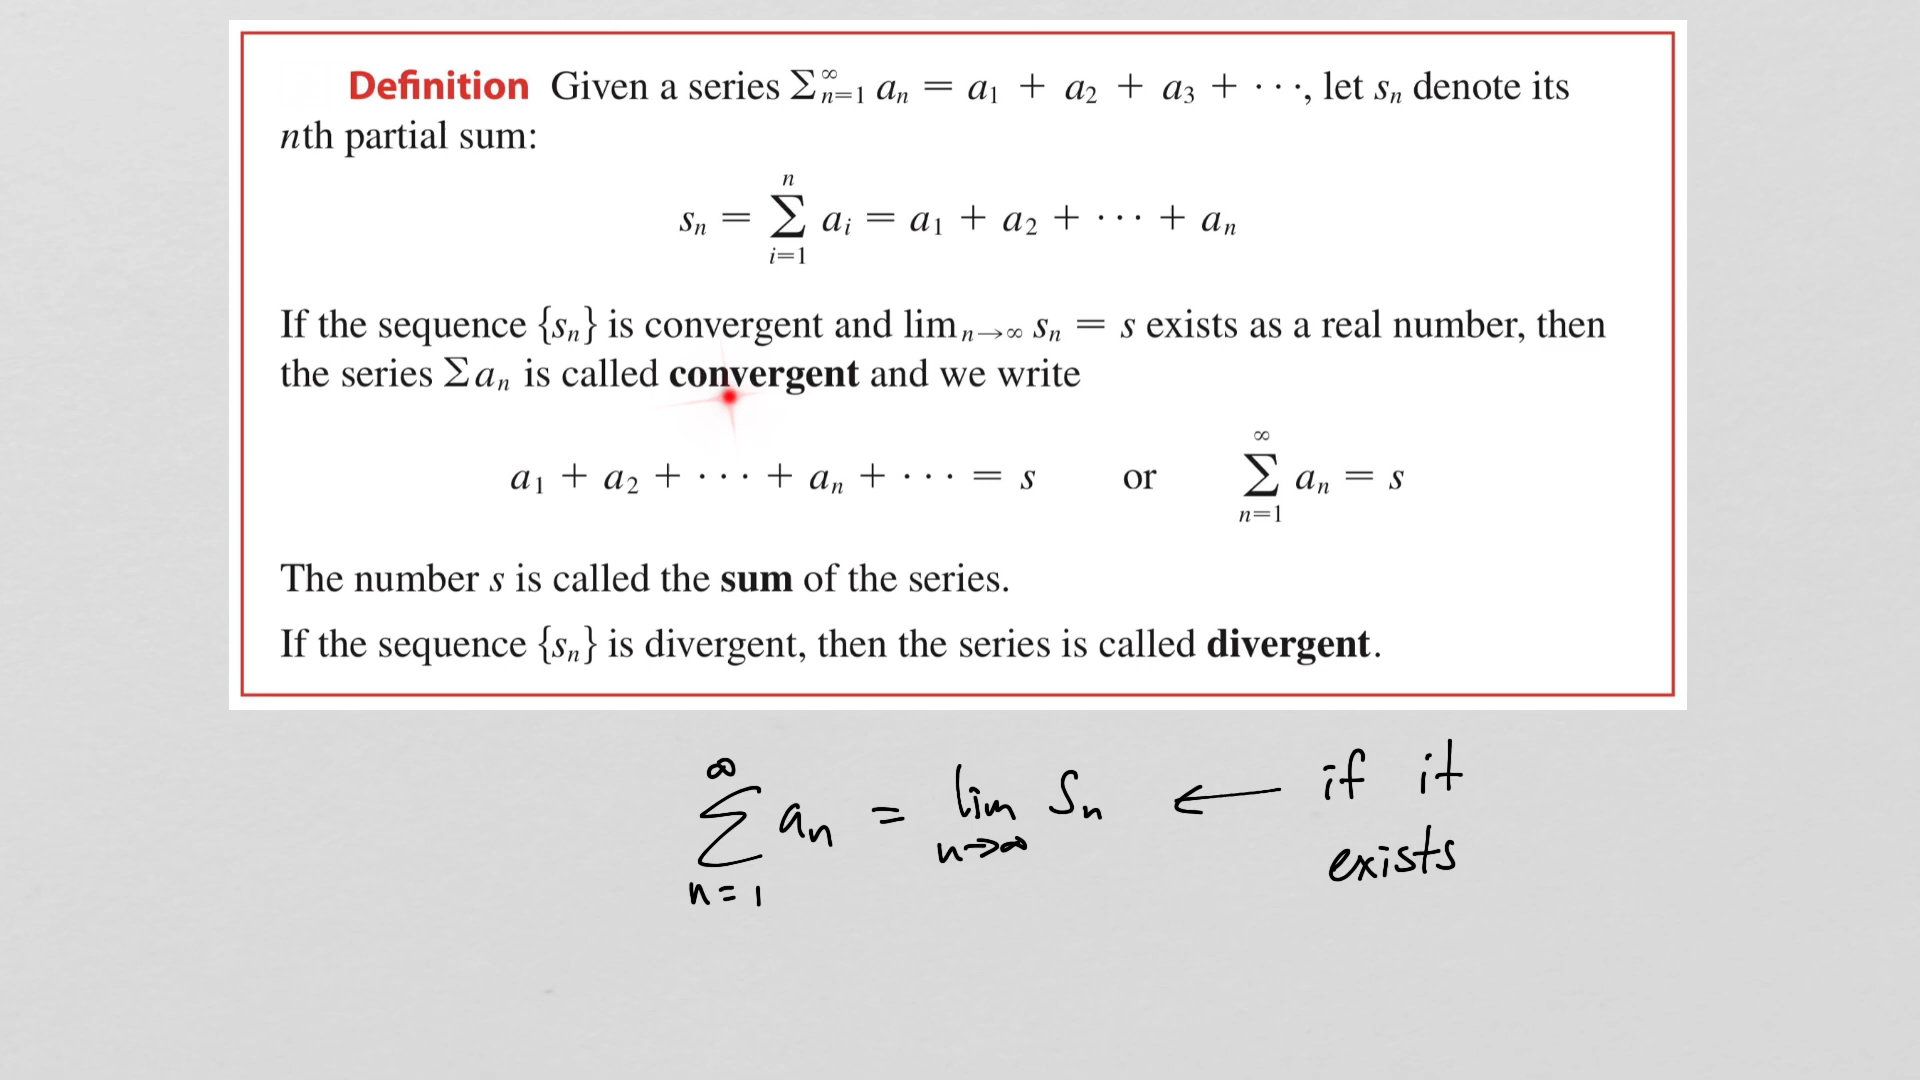 Definition Given a series Σ∞n=1 an = a1 + a2 + a3 + · · ·, let sn denote its
nth partial sum:
sn = n∑i=1 ai = a1 + a2 + · · · + an
If the sequence {sn} is convergent and lim n→∞ sn = s exists as a real number, then
the series Σan is called convergent and we write
a1 + a2 + · · · + an + · · · = s or ∞∑n=1 an = s
The number s is called the sum of the series.
If the sequence {sn} is divergent, then the series is called divergent.
∞∑n=1 an = lim n→∞ Sn ← if it
exists